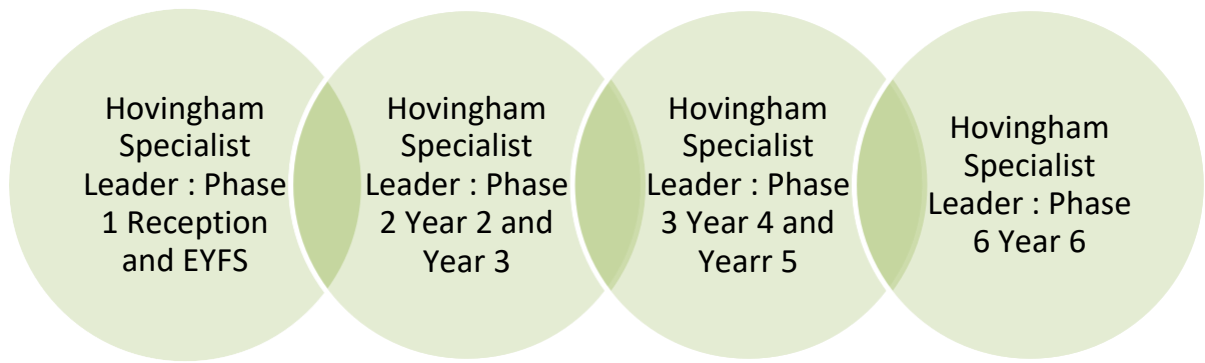 Hovingham
Specialist
Leader : Phase
1 Reception
and EYFS
Hovingham
Specialist
Leader : Phase
2 Year 2 and
Year 3
Hovingham
Specialist
Leader : Phase
3 Year 4 and
Yearr 5
Hovingham
Specialist
Leader : Phase
6 Year 6